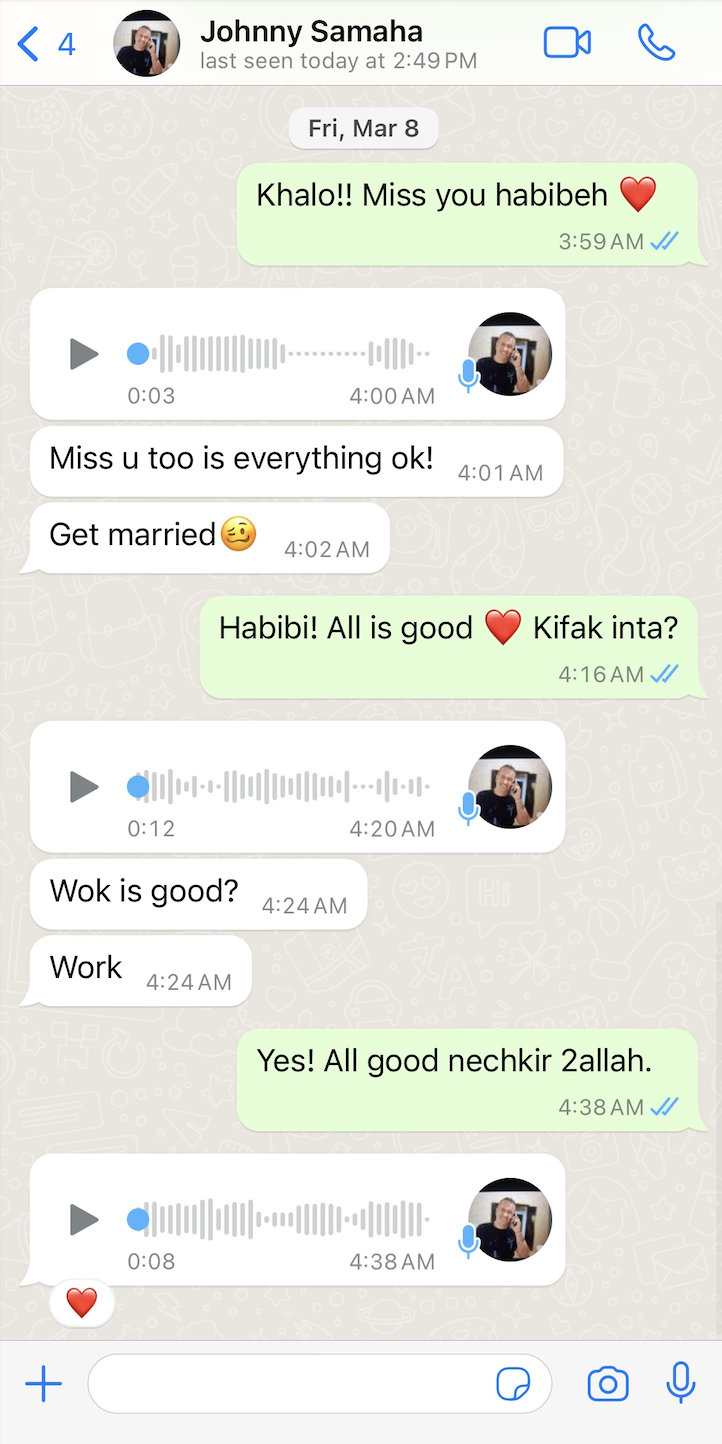 4
Johnny Samaha
last seen today at 2:49 PM
Fri, Mar 8
Khalo!! Miss you habibeh ❤️
3:59 AM
0:03
4:00 AM
Miss u too is everything ok!
4:01 AM
Get married🥴
4:02 AM
Habibi! All is good ❤️ Kifak inta?
4:16 AM
0:12
4:20 AM
Wok is good?
4:24 AM
Work
4:24 AM
Yes! All good nechkir 2allah.
4:38 AM
0:08
4:38 AM
❤️